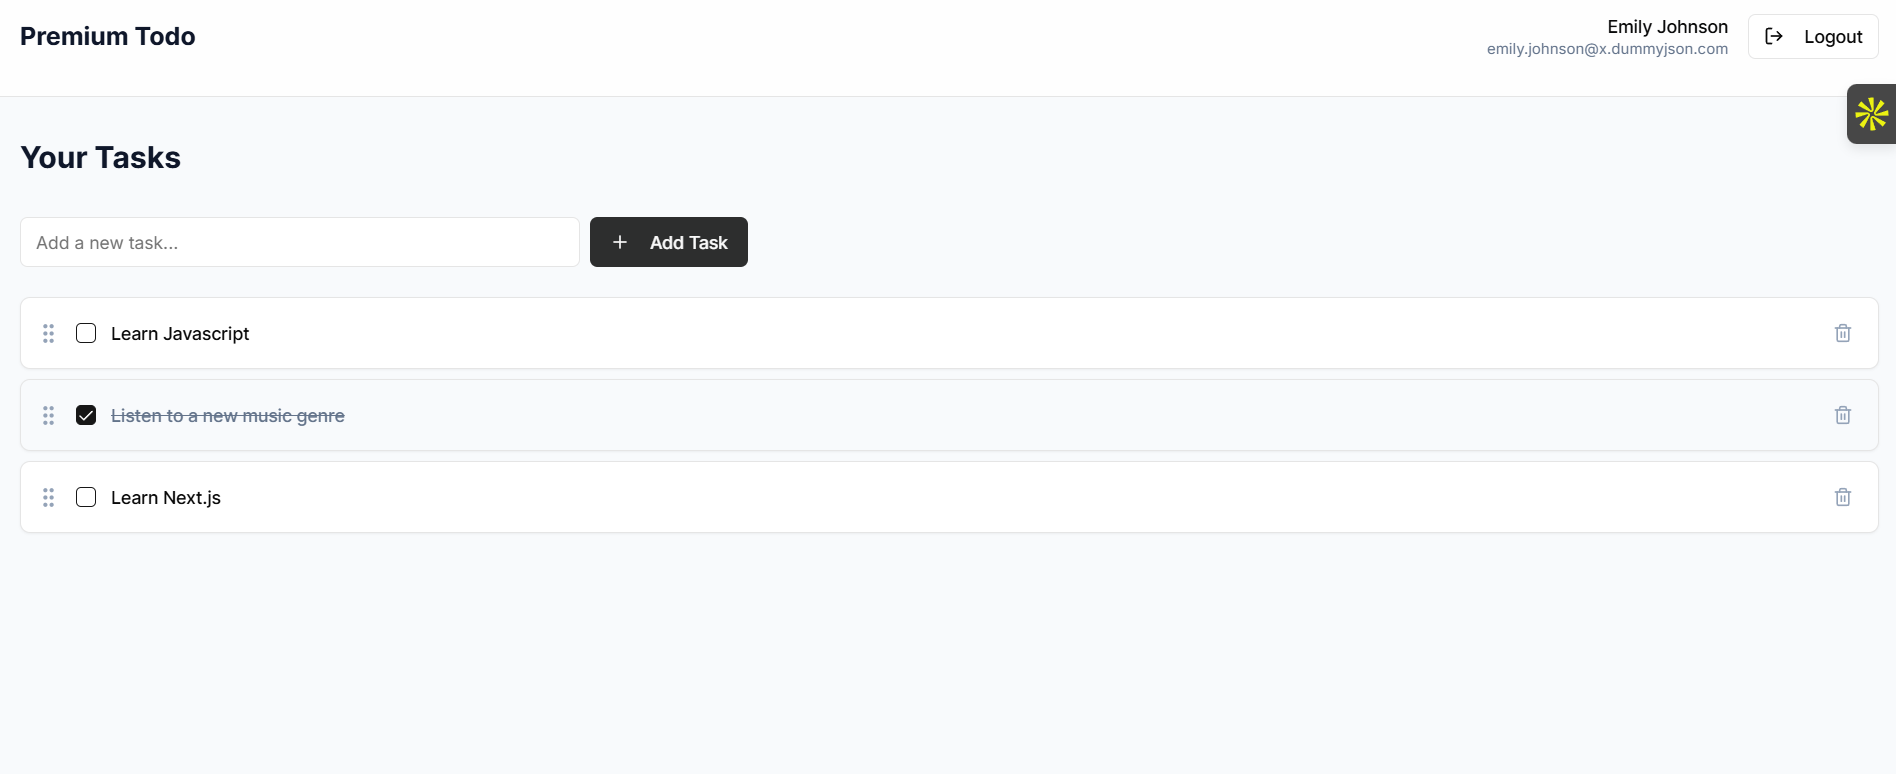 Premium Todo
Emily Johnson
emily.johnson@x.dummyjson.com
Logout
Your Tasks
Add a new task...
Add Task
Learn Javascript
Listen to a new music genre
Learn Next.js